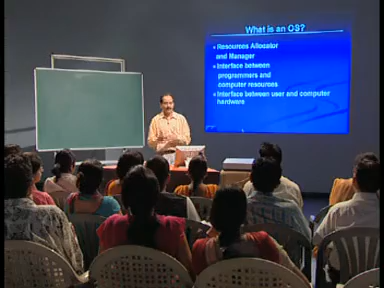 What is an OS?
Resources Allocator
and Manager
Interface between
programmers and
computer resources
Interface between user and computer
hardware